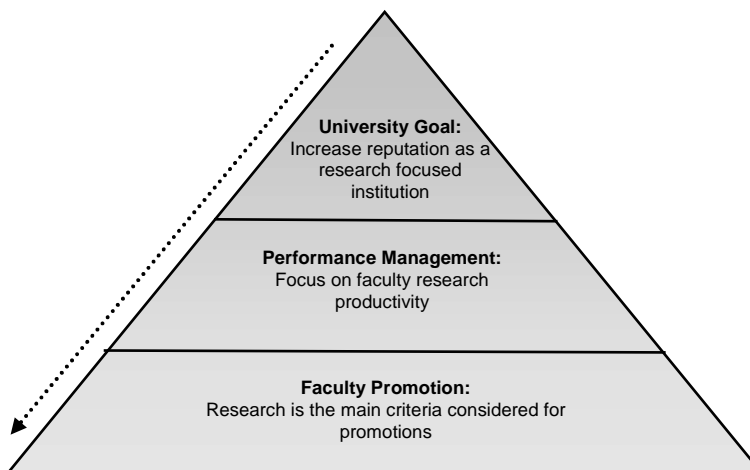 University Goal:
Increase reputation as a
research focused
institution
Performance Management:
Focus on faculty research
productivity
Faculty Promotion:
Research is the main criteria considered for
promotions